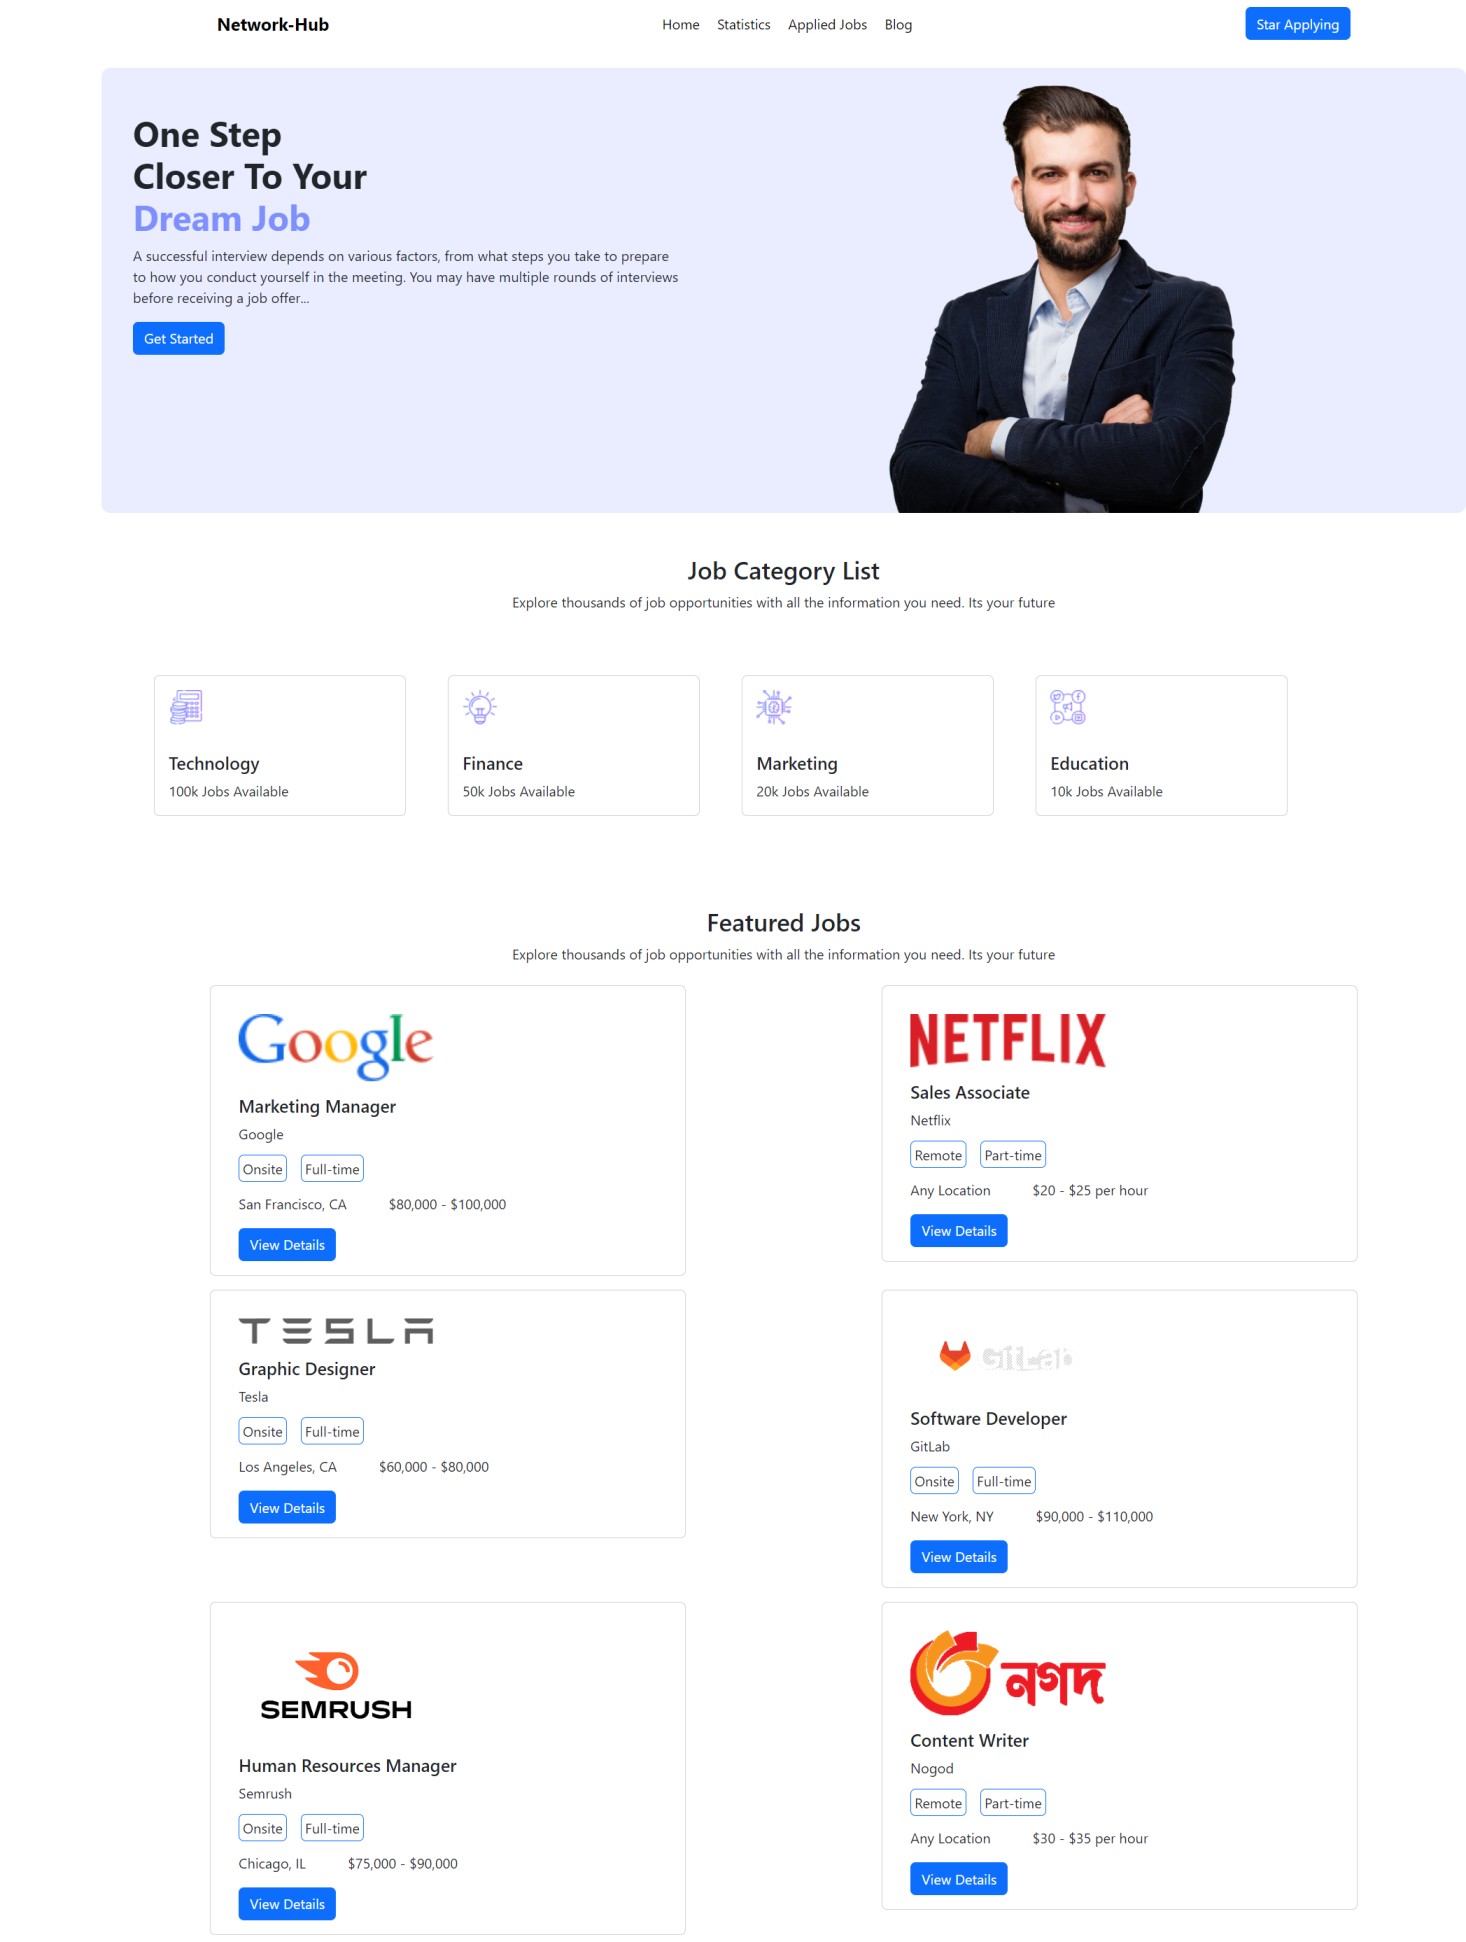 Network-Hub
Home Statistics Applied Jobs Blog
Star Applying
One Step
Closer To Your
Dream Job
A successful interview depends on various factors, from what steps you take to prepare
to how you conduct yourself in the meeting. You may have multiple rounds of interviews
before receiving a job offer...
Get Started
Job Category List
Explore thousands of job opportunities with all the information you need. Its your future
Technology
100k Jobs Available
Finance
50k Jobs Available
Marketing
20k Jobs Available
Education
10k Jobs Available
Featured Jobs
Explore thousands of job opportunities with all the information you need. Its your future
Google
Marketing Manager
Google
Onsite Full-time
San Francisco, CA $80,000 - $100,000
View Details
NETFLIX
Sales Associate
Netflix
Remote Part-time
Any Location $20 - $25 per hour
View Details
TESLA
Graphic Designer
Tesla
Onsite Full-time
Los Angeles, CA $60,000 - $80,000
View Details
GitLab
Software Developer
GitLab
Onsite Full-time
New York, NY $90,000 - $110,000
View Details
SEMRUSH
Human Resources Manager
Semrush
Onsite Full-time
Chicago, IL $75,000 - $90,000
View Details
নগদ
Content Writer
Nogod
Remote Part-time
Any Location $30 - $35 per hour
View Details